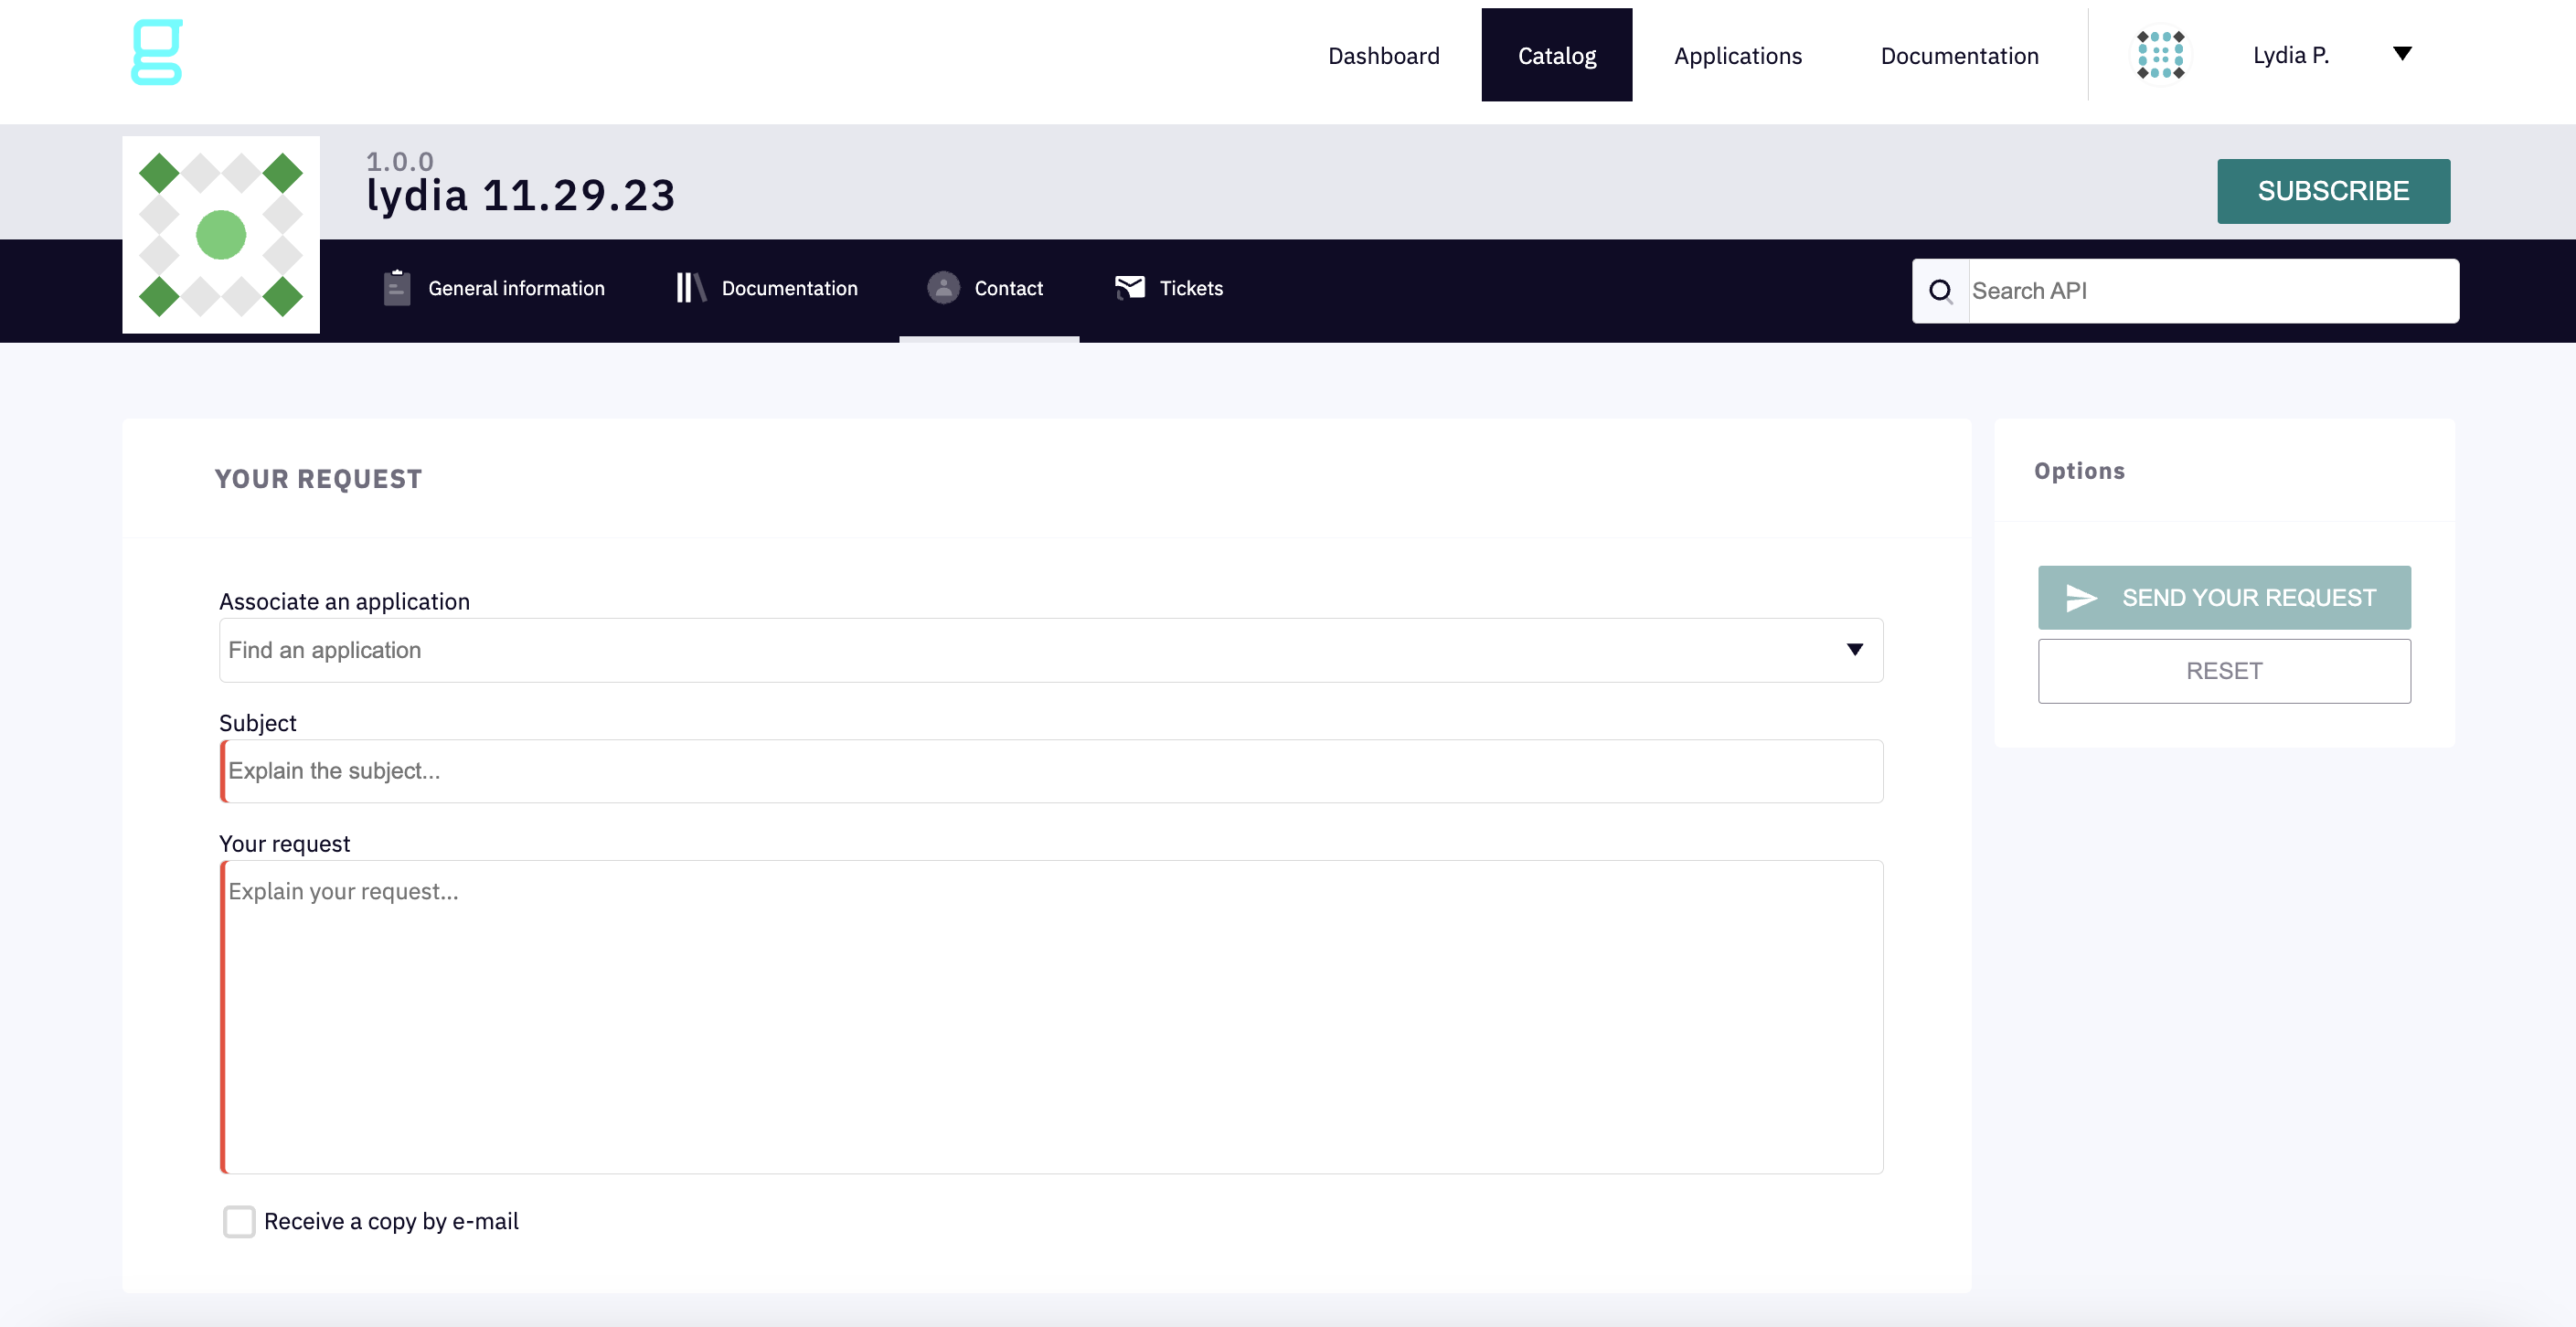 g
Dashboard Catalog Applications Documentation Lydia P.
1.0.0
lydia 11.29.23
SUBSCRIBE
General information Documentation Contact Tickets Search API
YOUR REQUEST
Options
Associate an application
Find an application
SEND YOUR REQUEST
RESET
Subject
Explain the subject...
Your request
Explain your request...
Receive a copy by e-mail